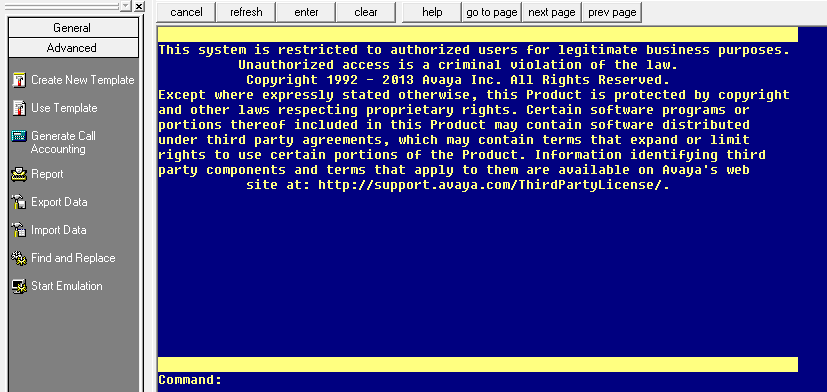 cancel refresh enter clear help go to page next page prev page
General
Advanced
Create New Template
Use Template
Generate Call
Accounting
Report
Export Data
Import Data
Find and Replace
Start Emulation
This system is restricted to authorized users for legitimate business purposes.
Unauthorized access is a criminal violation of the law.
Copyright 1992 - 2013 Avaya Inc. All Rights Reserved.
Except where expressly stated otherwise, this Product is protected by copyright
and other laws respecting proprietary rights. Certain software programs or
portions thereof included in this Product may contain software distributed
under third party agreements, which may contain terms that expand or limit
rights to use certain portions of the Product. Information identifying third
party components and terms that apply to them are available on Avaya's web
site at: http://support.avaya.com/ThirdPartyLicense/.
Command: